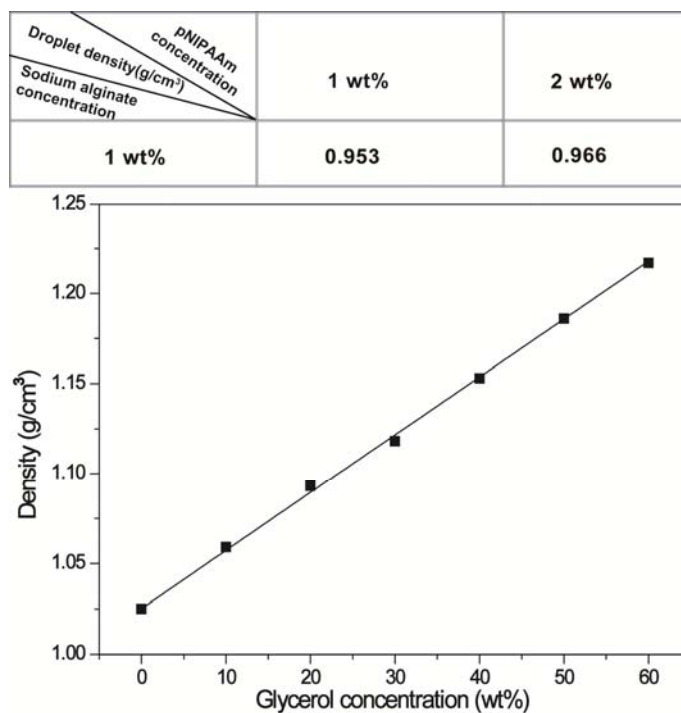 pNIPAAm
concentration
Droplet density(g/cm³)
Sodium alginate
concentration
1 wt%
2 wt%
1 wt%
0.953
0.966
1.25
1.20
1.15
1.10
1.05
1.00
Density (g/cm³)
0
10
20
30
40
50
60
Glycerol concentration (wt%)